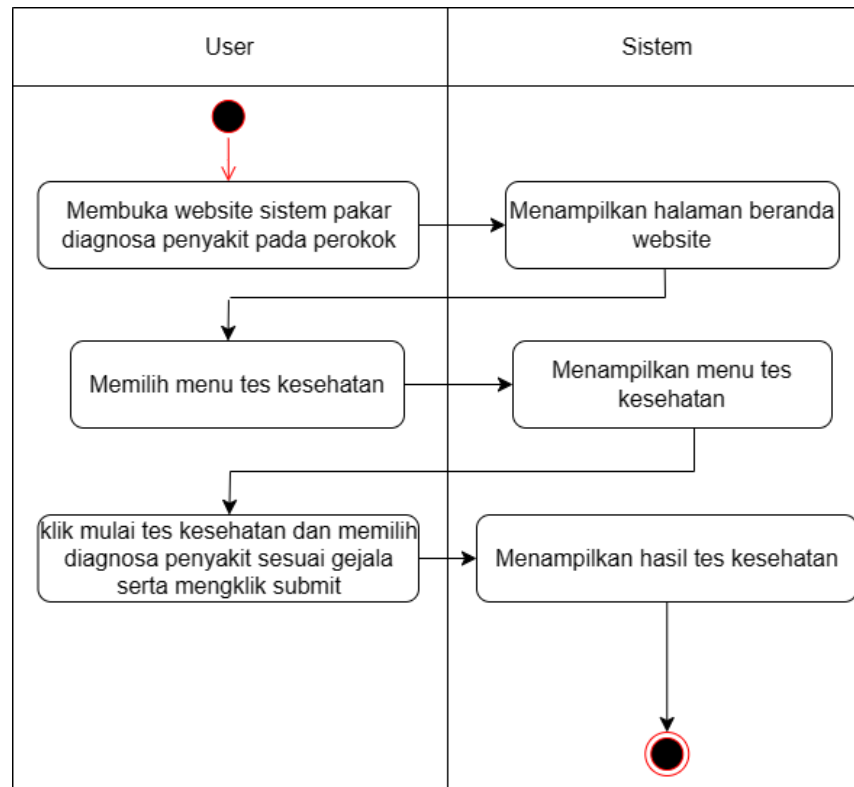 User
Sistem
Membuka website sistem pakar
diagnosa penyakit pada perokok
Menampilkan halaman beranda
website
Memilih menu tes kesehatan
Menampilkan menu tes
kesehatan
klik mulai tes kesehatan dan memilih
diagnosa penyakit sesuai gejala
serta mengklik submit
Menampilkan hasil tes kesehatan